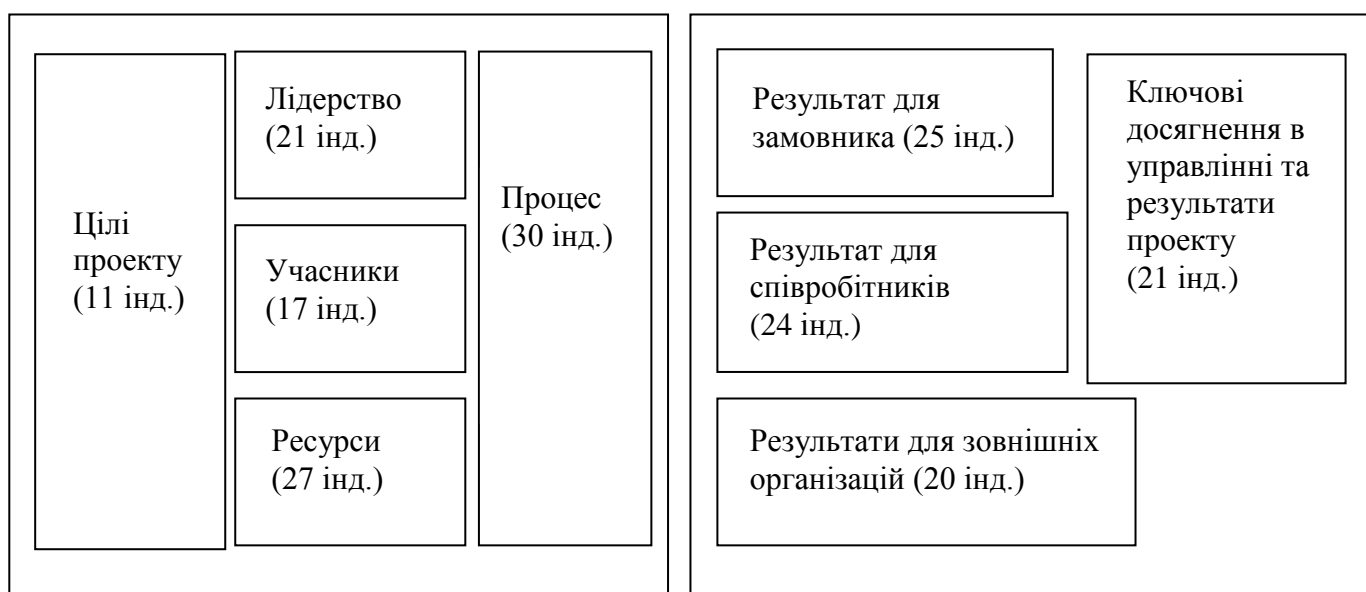 Цілі
проекту
(11 інд.)
Лідерство
(21 інд.)
Учасники
(17 інд.)
Ресурси
(27 інд.)
Процес
(30 інд.)
Результат для
замовника (25 інд.)
Результат для
співробітників
(24 інд.)
Результати для зовнішніх
організацій (20 інд.)
Ключові
досягнення в
управлінні та
результати
проекту
(21 інд.)